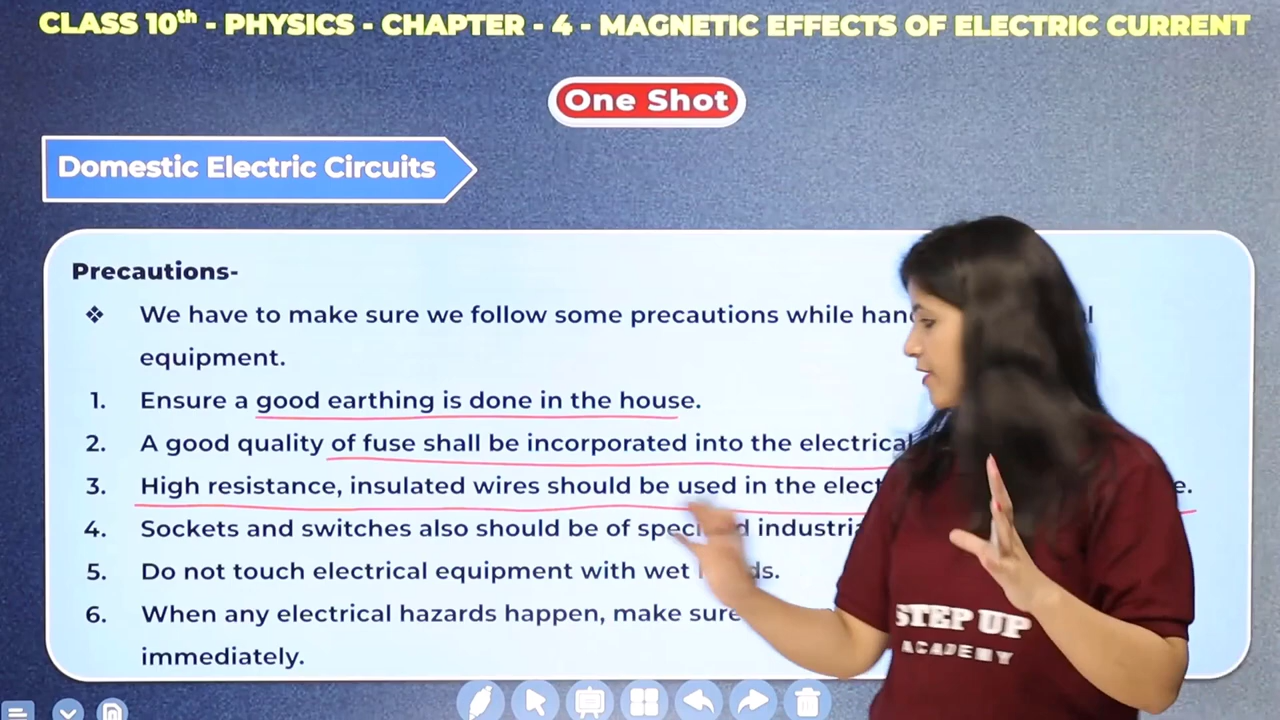 CLASS 10th - PHYSICS - CHAPTER - 4 - MAGNETIC EFFECTS OF ELECTRIC CURRENT
One Shot
Domestic Electric Circuits
Precautions-
❖ We have to make sure we follow some precautions while
equipment.
1. Ensure a good earthing is done in the house.
2. A good quality of fuse shall be incorporated into the electrical
3. High resistance, insulated wires should be used in the
4. Sockets and switches also should be of
5. Do not touch electrical equipment with wet
6. When any electrical hazards happen, make sure
immediately.
STEP UP
ACADEMY